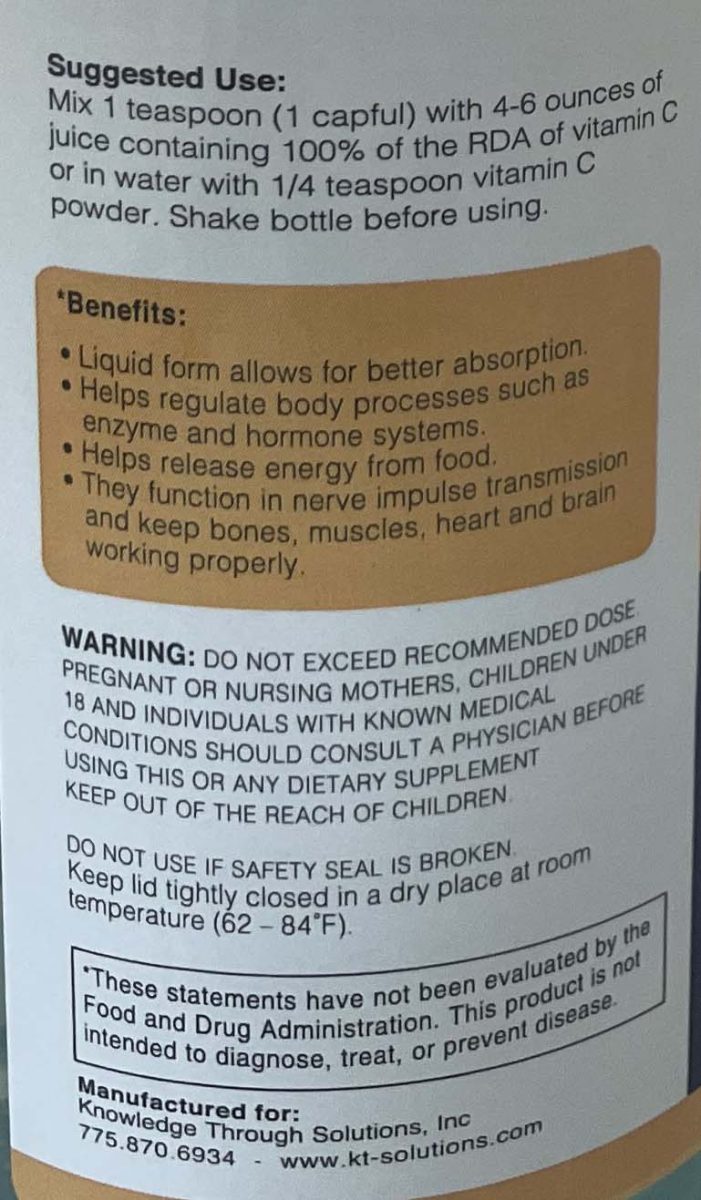 Suggested Use:
Mix 1 teaspoon (1 capful) with 4-6 ounces of
juice containing 100% of the RDA of vitamin C
or in water with 1/4 teaspoon vitamin C
powder. Shake bottle before using.
*Benefits:
• Liquid form allows for better absorption.
• Helps regulate body processes such as
enzyme and hormone systems.
• Helps release energy from food.
• They function in nerve impulse transmission
and keep bones, muscles, heart and brain
working properly.
WARNING: DO NOT EXCEED RECOMMENDED DOSE
PREGNANT OR NURSING MOTHERS, CHILDREN UNDER
18 AND INDIVIDUALS WITH KNOWN MEDICAL
CONDITIONS SHOULD CONSULT A PHYSICIAN BEFORE
USING THIS OR ANY DIETARY SUPPLEMENT
KEEP OUT OF THE REACH OF CHILDREN.
DO NOT USE IF SAFETY SEAL IS BROKEN.
Keep lid tightly closed in a dry place at room
temperature (62 – 84°F).
*These statements have not been evaluated by the
Food and Drug Administration. This product is not
intended to diagnose, treat, or prevent disease.
Manufactured for:
Knowledge Through Solutions, Inc
775.870.6934 - www.kt-solutions.com